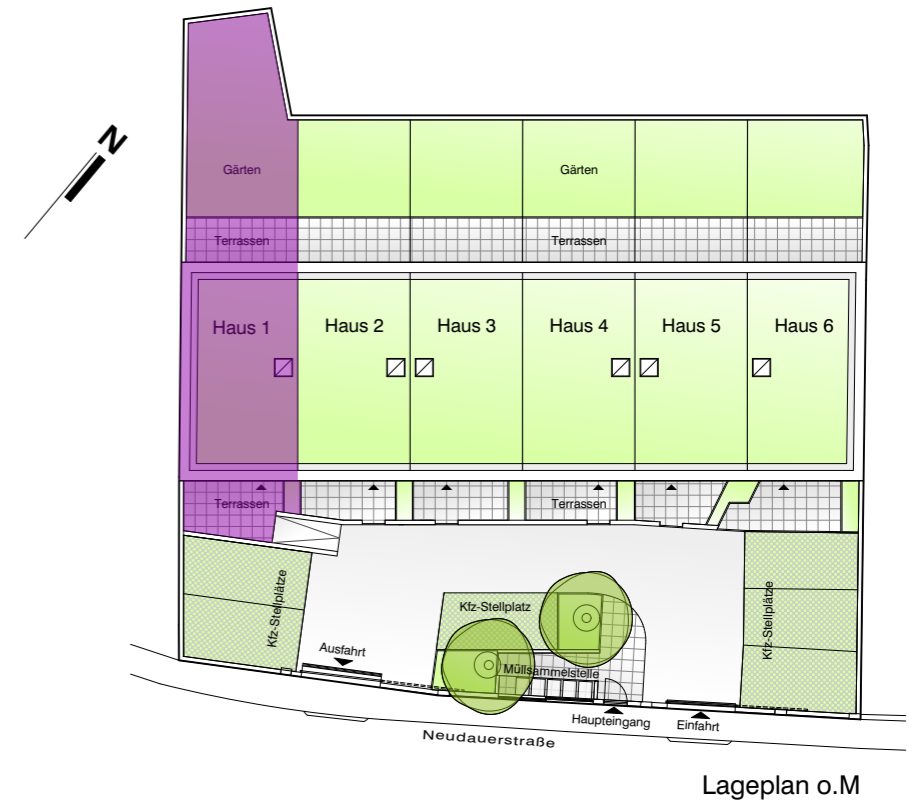 N
Gärten
Gärten
Terrassen
Terrassen
Haus 1
Haus 2
Haus 3
Haus 4
Haus 5
Haus 6
Terrassen
Terrassen
Kfz-Stellplätze
Kfz-Stellplatz
Kfz-Stellplätze
Ausfahrt
Müllsammelstelle
Haupteingang
Einfahrt
Neudauerstraße
Lageplan o.M